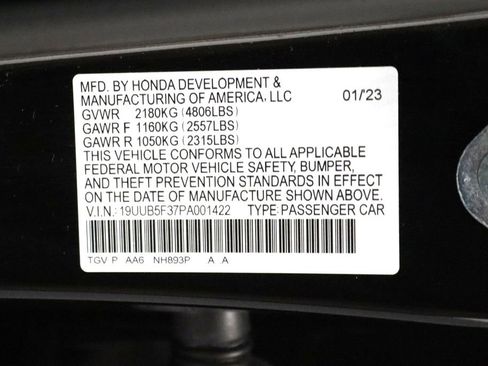 MFD. BY HONDA DEVELOPMENT &
MANUFACTURING OF AMERICA, LLC 01/23
GVWR 2180KG (4806LBS)
GAWR F 1160KG (2557LBS)
GAWR R 1050KG (2315LBS)
THIS VEHICLE CONFORMS TO ALL APPLICABLE
FEDERAL MOTOR VEHICLE SAFETY, BUMPER,
AND THEFT PREVENTION STANDARDS IN EFFECT
ON THE DATE OF MANUFACTURE SHOWN ABOVE.
V.I.N.: 19UUB5F37PA001422 TYPE: PASSENGER CAR
TGV P AA6 NH893P A A